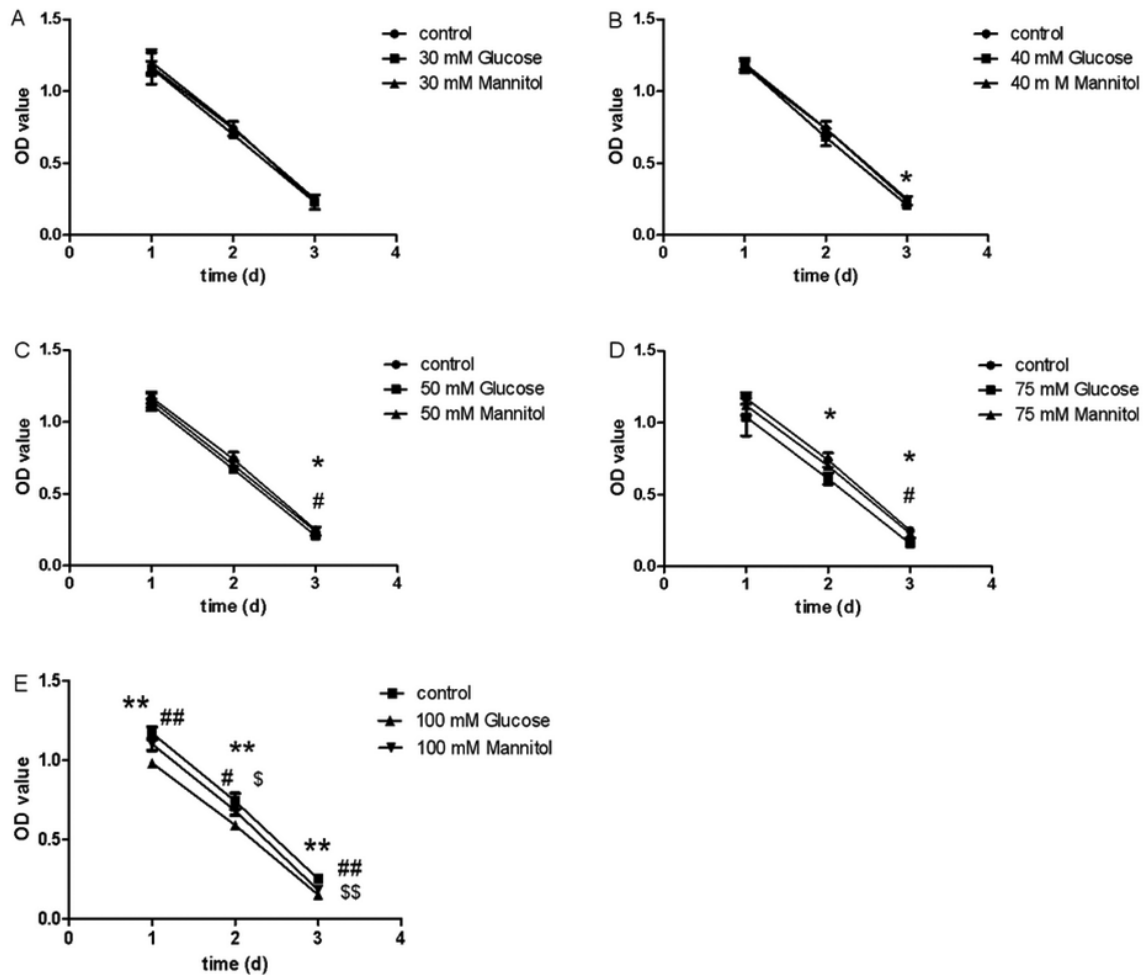 A
1.5
1.0
0.5
0.0
OD value
0 1 2 3 4
time (d)
control
30 mM Glucose
30 mM Mannitol
B
1.5
1.0
0.5
0.0
OD value
*
0 1 2 3 4
time (d)
control
40 mM Glucose
40 m M Mannitol
C
1.5
1.0
0.5
0.0
OD value
*
#
0 1 2 3 4
time (d)
control
50 mM Glucose
50 mM Mannitol
D
1.5
1.0
0.5
0.0
OD value
* *
#
0 1 2 3 4
time (d)
control
75 mM Glucose
75 mM Mannitol
E
1.5
1.0
0.5
0.0
OD value
** ##
**
# $
**
##
$$
0 1 2 3 4
time (d)
control
100 mM Glucose
100 mM Mannitol